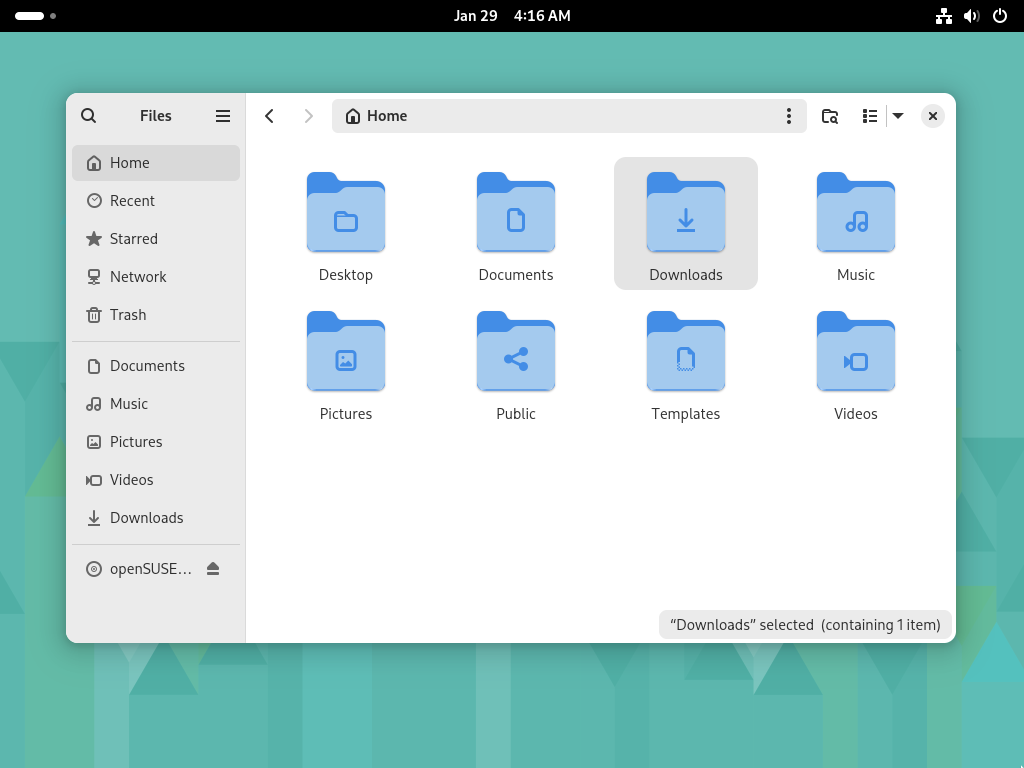 Jan 29 4:16 AM
Files
Home
Home
Recent
Starred
Network
Trash
Documents
Music
Pictures
Videos
Downloads
openSUSE…
Desktop
Documents
Downloads
Music
Pictures
Public
Templates
Videos
“Downloads” selected (containing 1 item)